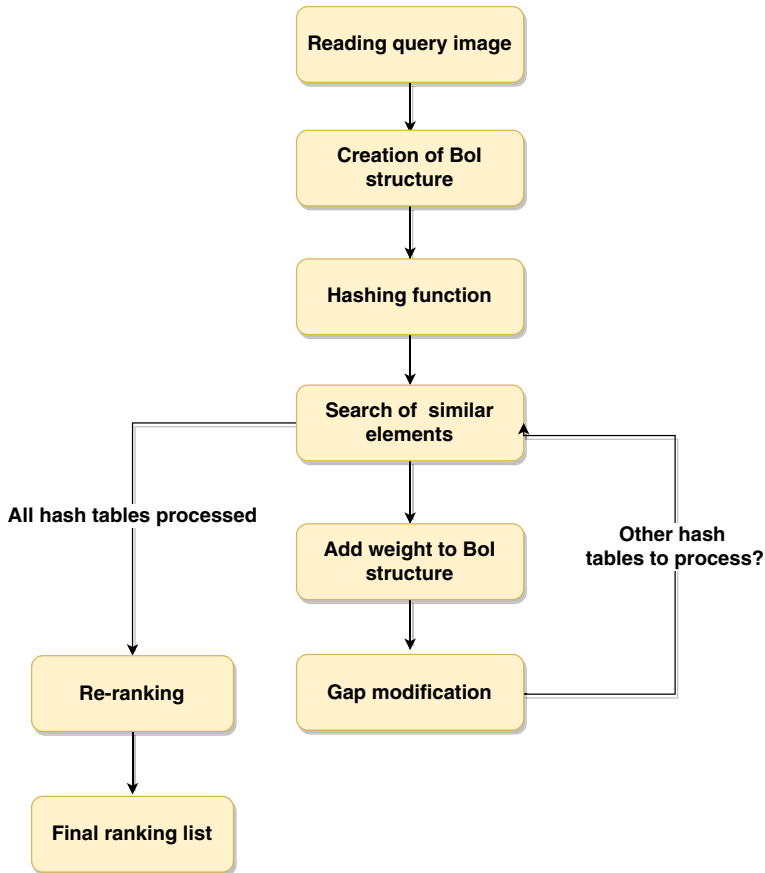 Reading query image
Creation of BoI
structure
Hashing function
Search of similar
elements
All hash tables processed
Other hash
tables to process?
Add weight to BoI
structure
Re-ranking
Gap modification
Final ranking list